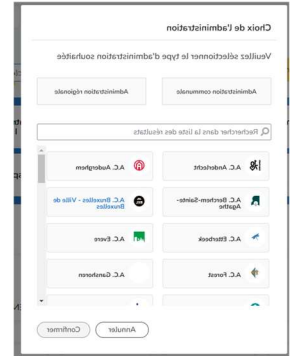 Choix de l'administration
Veuillez sélectionner le type d'administration souhaitée
Administration communale
Administration régionale
Rechercher dans la liste des résultats
A.C. Anderlecht
A.C. Auderghem
A.C. Berchem-Sainte-
Agathe
A.C. Bruxelles - Ville de
Bruxelles
A.C. Etterbeek
A.C. Evere
A.C. Forest
A.C. Ganshoren
Annuler
Confirmer